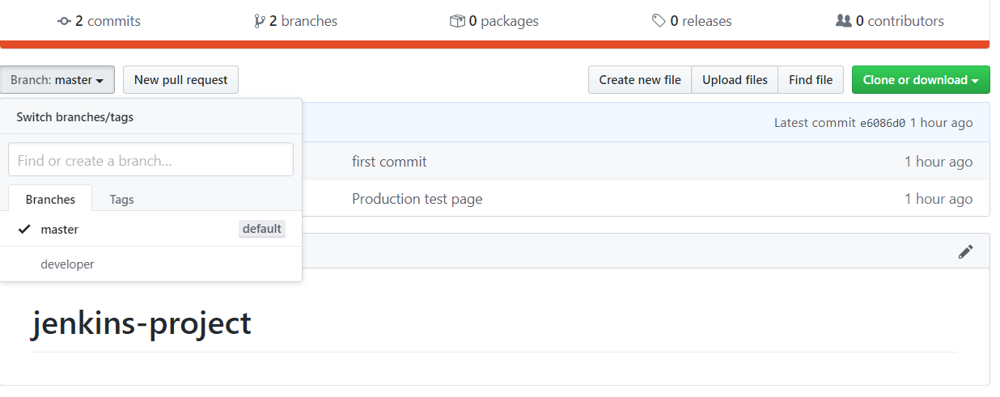 2 commits 2 branches 0 packages 0 releases 0 contributors
Branch: master New pull request Create new file Upload files Find file Clone or download
Switch branches/tags
Latest commit e6086d0 1 hour ago
Find or create a branch...
first commit 1 hour ago
Branches Tags
Production test page 1 hour ago
master default
developer
jenkins-project